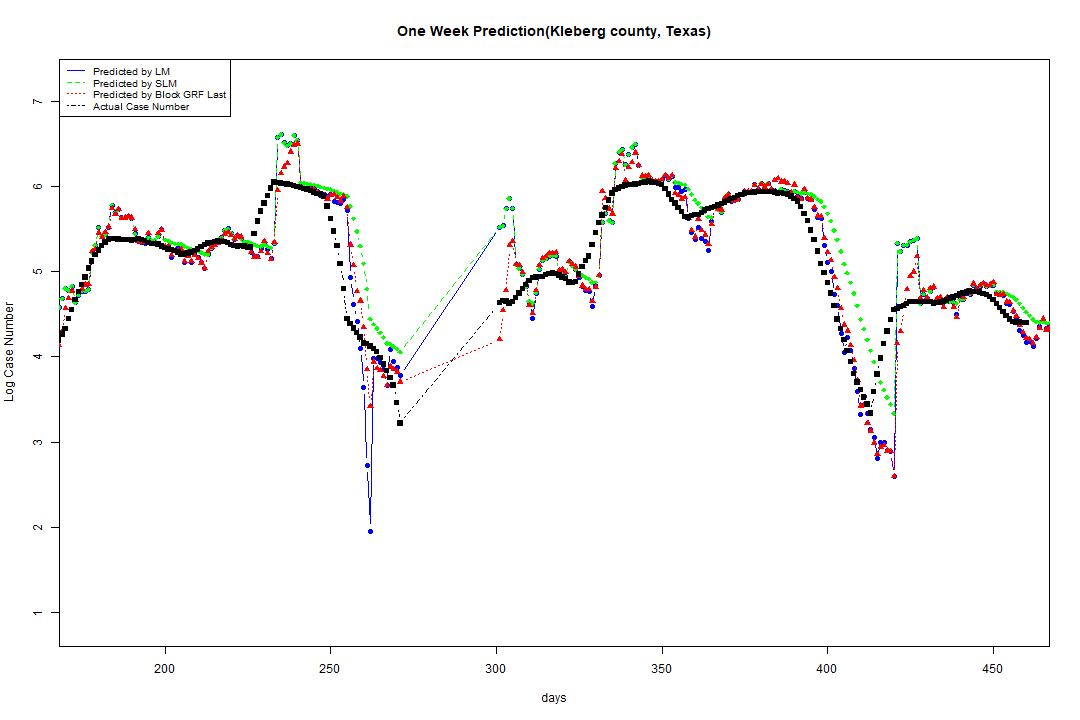 One Week Prediction(Kleberg county, Texas)
Predicted by LM
Predicted by SLM
Predicted by Block GRF Last
Actual Case Number
7
6
5
4
3
2
1
Log Case Number
200 250 300 350 400 450
days